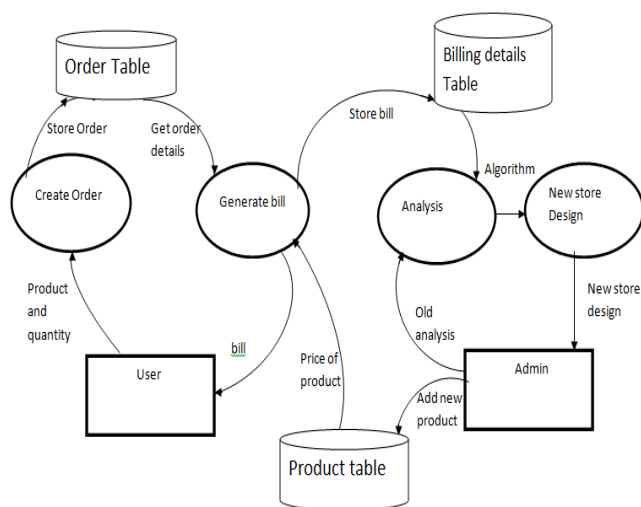 Order Table
Billing details
Table
Store Order
Get order
details
Store bill
Algorithm
Create Order
Generate bill
Analysis
New store
Design
Product
and
quantity
bill
Price of
product
Old
analysis
New store
design
User
Admin
Add new
product
Product table